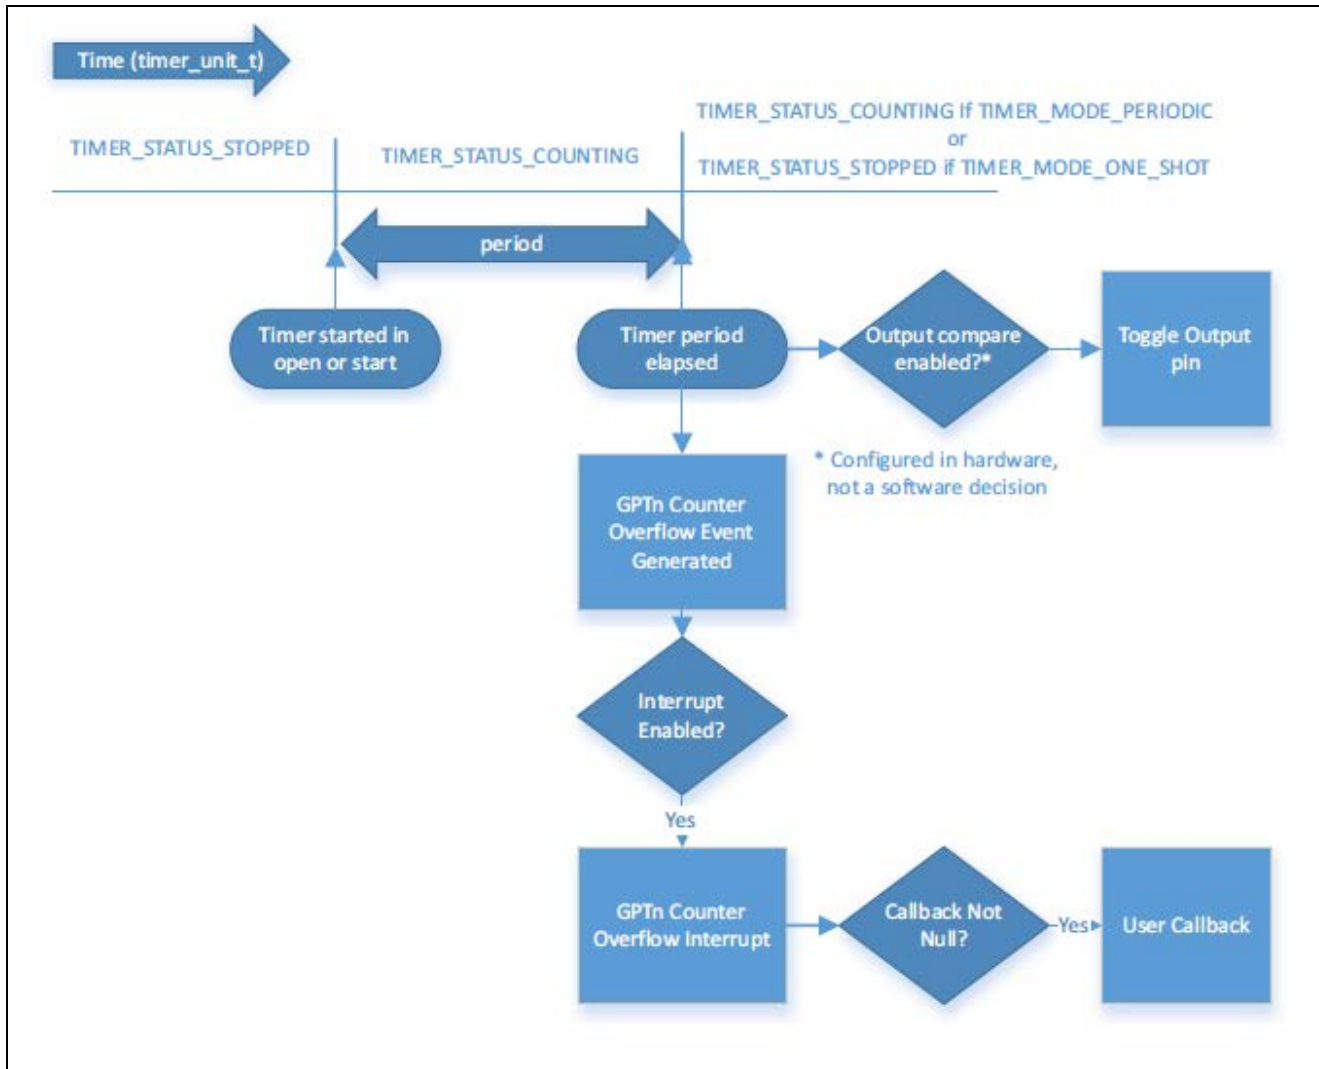 Time (timer_unit_t)
TIMER_STATUS_STOPPED
TIMER_STATUS_COUNTING
TIMER_STATUS_COUNTING if TIMER_MODE_PERIODIC
or
TIMER_STATUS_STOPPED if TIMER_MODE_ONE_SHOT
period
Timer started in
open or start
Timer period
elapsed
Output compare
enabled?*
Toggle Output
pin
* Configured in hardware,
not a software decision
GPTn Counter
Overflow Event
Generated
Interrupt
Enabled?
Yes
GPTn Counter
Overflow Interrupt
Callback Not
Null?
Yes
User Callback